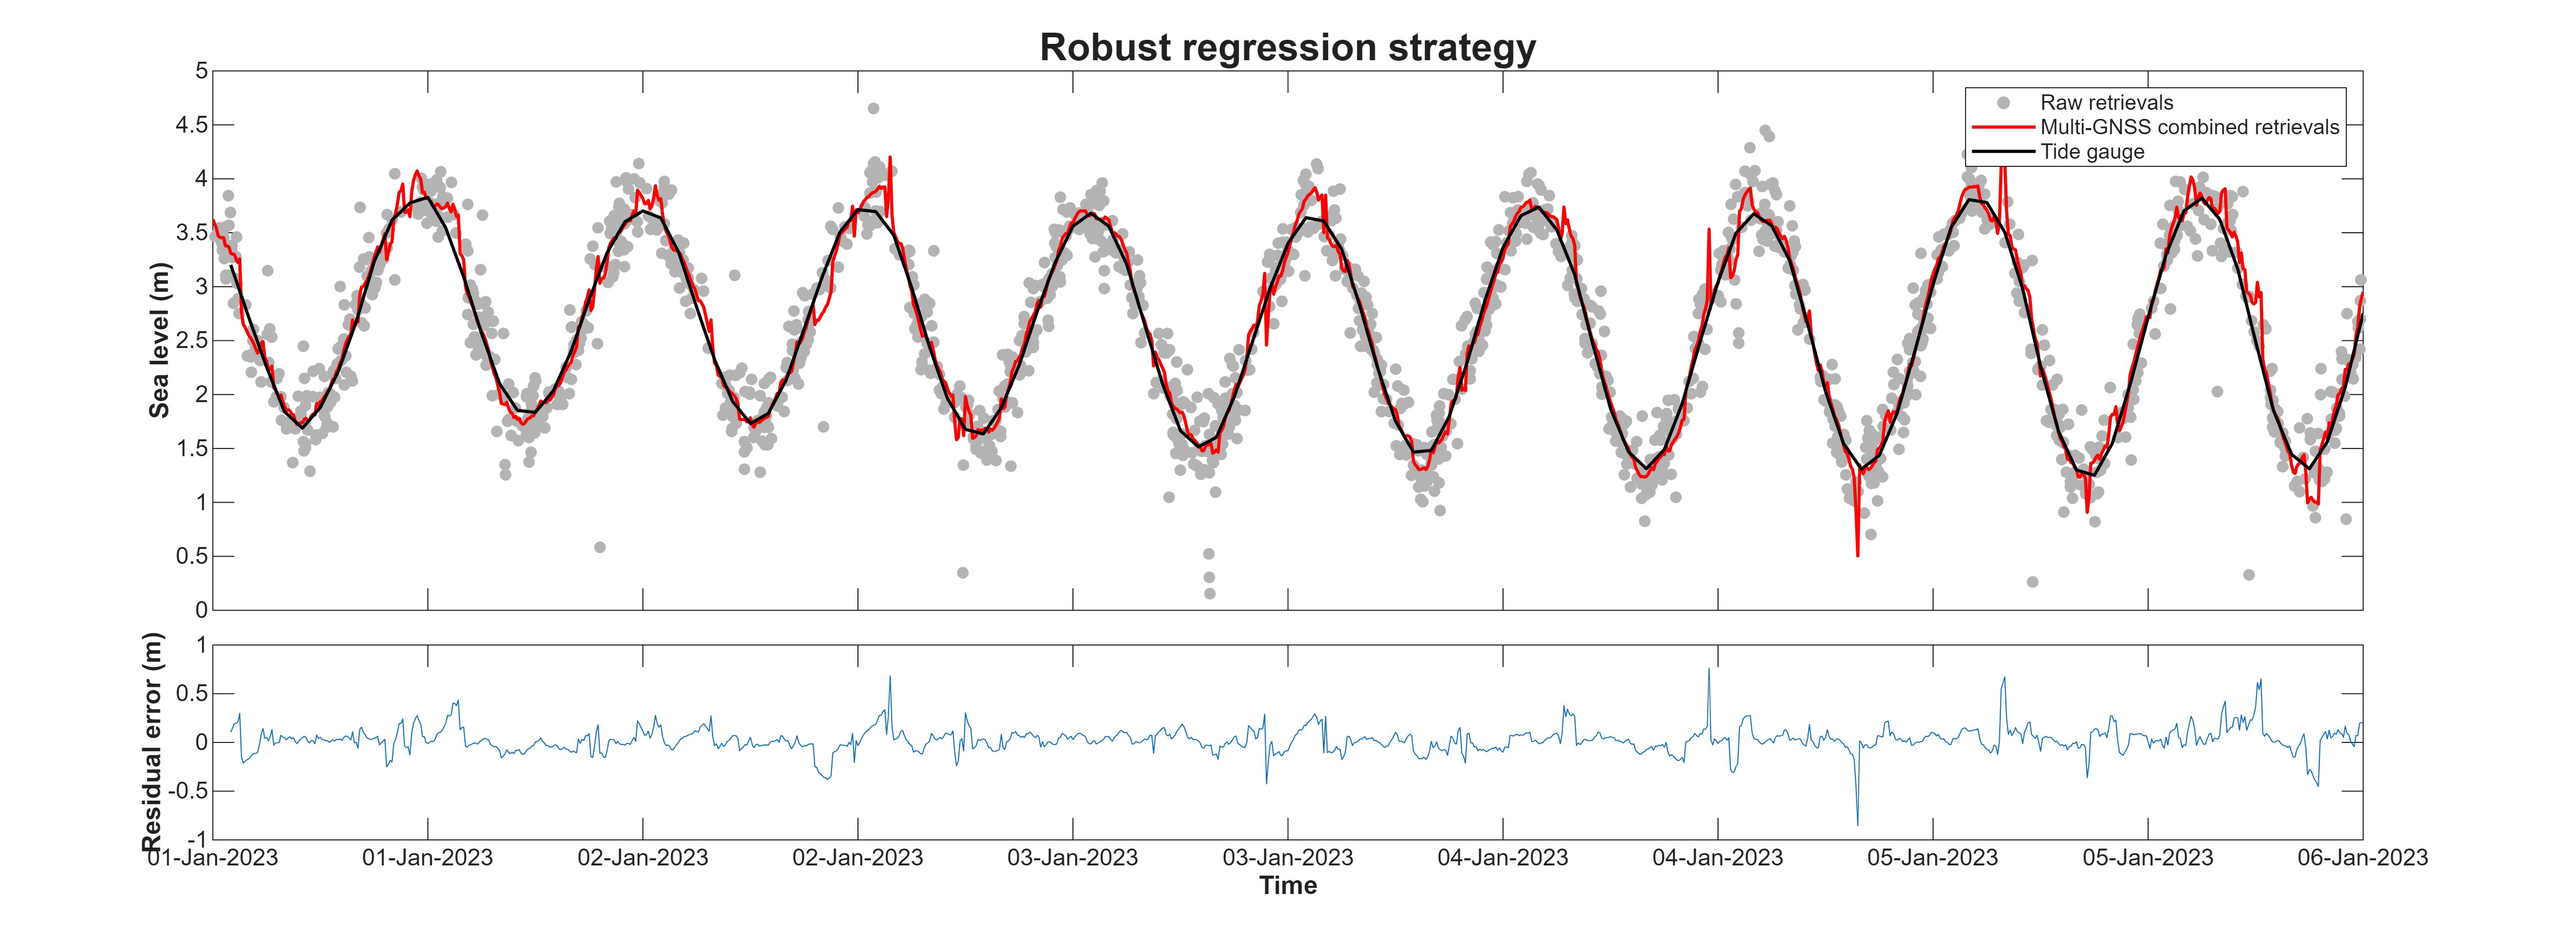 Robust regression strategy
5
4.5
4
3.5
3
2.5
2
1.5
1
0.5
0
Sea level (m)
Raw retrievals
Multi-GNSS combined retrievals
Tide gauge
1
0.5
0
-0.5
-1
Residual error (m)
01-Jan-2023 01-Jan-2023 02-Jan-2023 02-Jan-2023 03-Jan-2023 03-Jan-2023 04-Jan-2023 04-Jan-2023 05-Jan-2023 05-Jan-2023 06-Jan-2023
Time